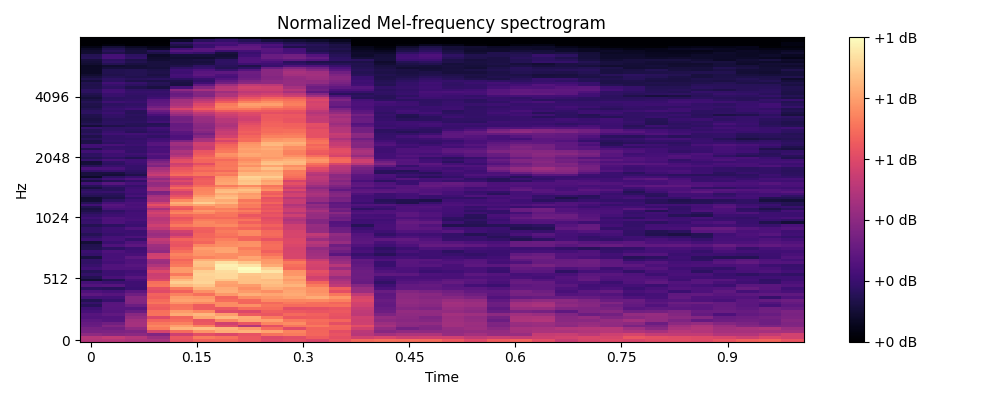 Normalized Mel-frequency spectrogram
Hz
4096
2048
1024
512
0
0 0.15 0.3 0.45 0.6 0.75 0.9
Time
+1 dB
+1 dB
+1 dB
+0 dB
+0 dB
+0 dB